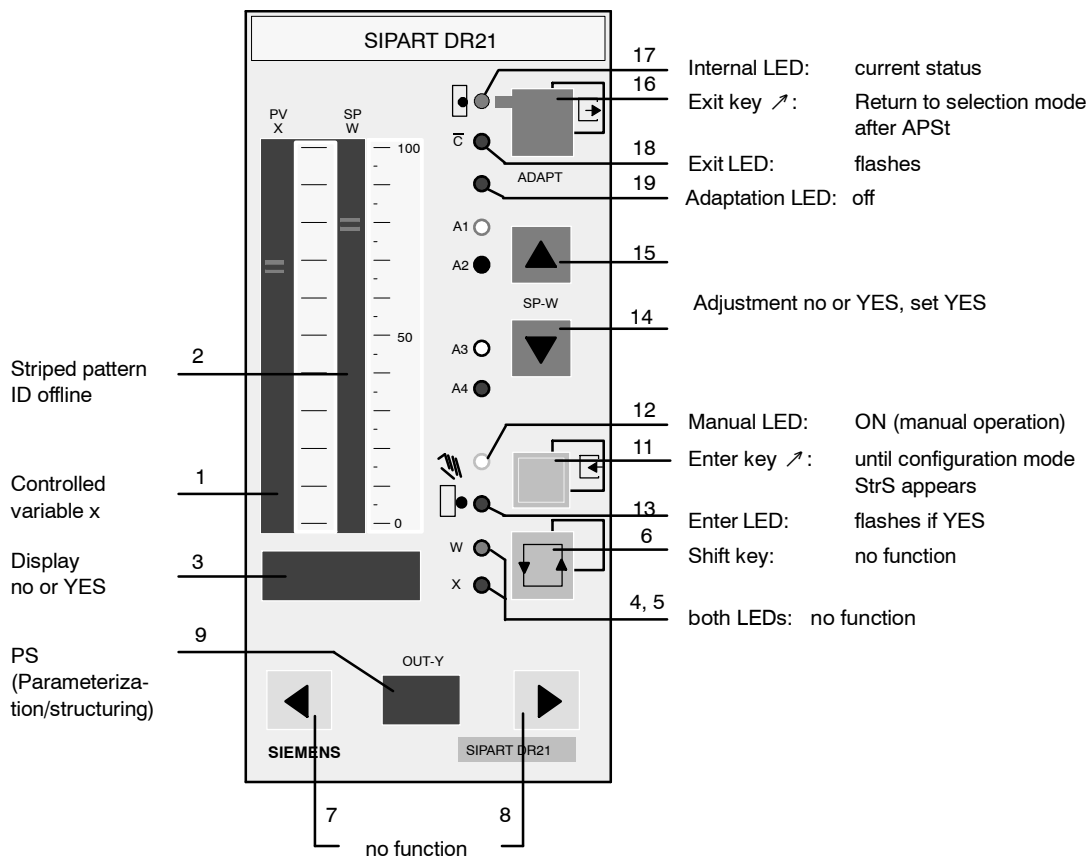 SIPART DR21
17
Internal LED: current status
16
Exit key ↗: Return to selection mode
after APSt
18
Exit LED: flashes
19
Adaptation LED: off
PV
X
SP
W
100
50
0
C̅
ADAPT
A1
A2
15
SP-W
14
Adjustment no or YES, set YES
A3
A4
2
Striped pattern
ID offline
12
Manual LED: ON (manual operation)
11
Enter key ↗: until configuration mode
StrS appears
13
Enter LED: flashes if YES
6
Shift key: no function
1
Controlled
variable x
W
X
4, 5
both LEDs: no function
3
Display
no or YES
9
PS
(Parameteriza-
tion/structuring)
OUT-Y
SIEMENS
SIPART DR21
7
8
no function